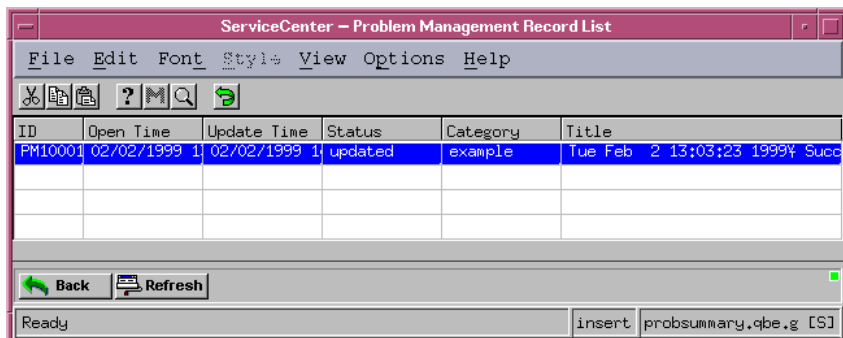 ServiceCenter – Problem Management Record List
File Edit Font Style View Options Help
? M
ID Open Time Update Time Status Category Title
PM10001 02/02/1999 1 02/02/1999 1 updated example Tue Feb 2 13:03:23 1999¥ Succ
Back Refresh
Ready insert probsummary.qbe.g [S]